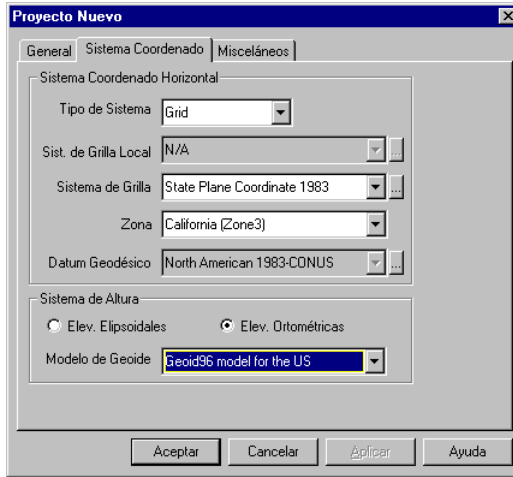 Proyecto Nuevo
General Sistema Coordenado Misceláneos
Sistema Coordenado Horizontal
Tipo de Sistema Grid
Sist. de Grilla Local N/A ...
Sistema de Grilla State Plane Coordinate 1983 ...
Zona California (Zone3)
Datum Geodésico North American 1983-CONUS ...
Sistema de Altura
Elev. Elipsoidales Elev. Ortométricas
Modelo de Geoide Geoid96 model for the US
Aceptar Cancelar Aplicar Ayuda